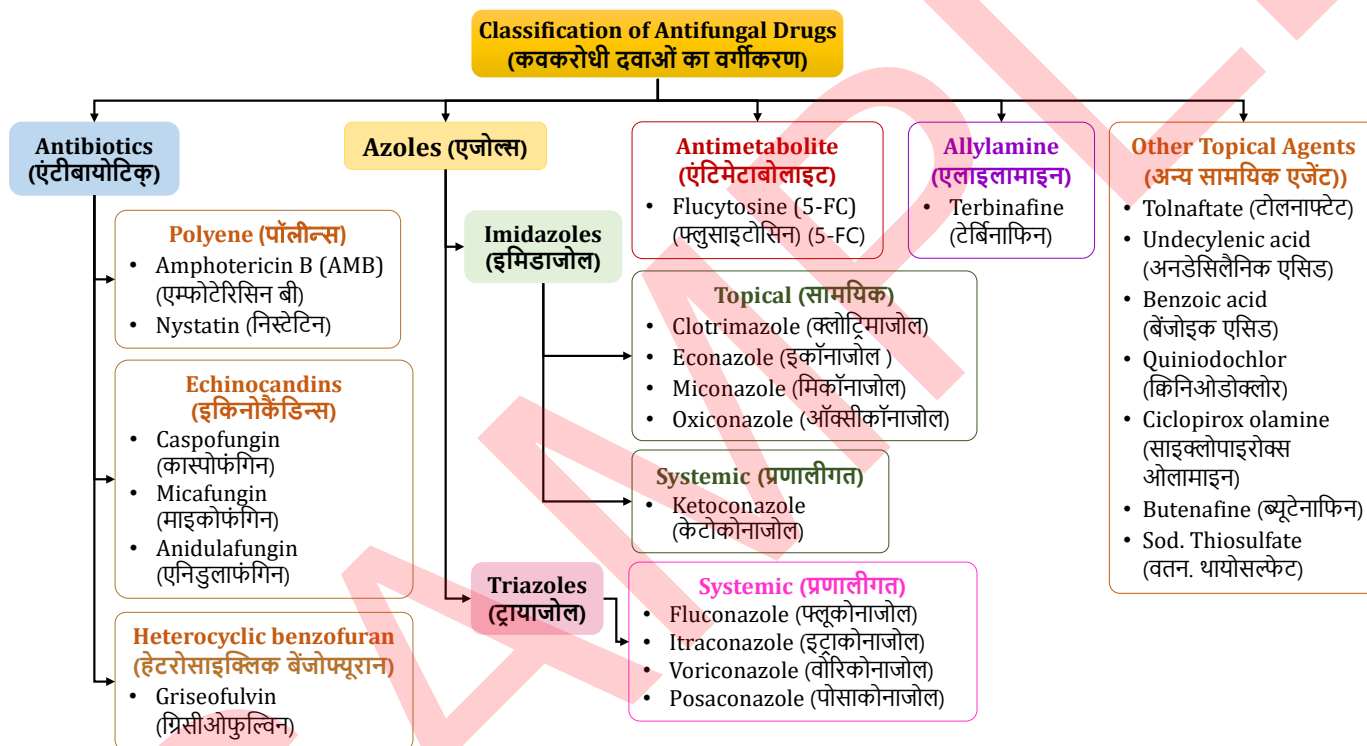 Classification of Antifungal Drugs
(कवकरोधी दवाओं का वर्गीकरण)
Antibiotics
(एंटीबायोटिक्)
Polyene (पॉलीन्स)
• Amphotericin B (AMB)
(एम्फोटेरिसिन बी)
• Nystatin (निस्टेटिन)
Echinocandins
(इकिनोकैंडिन्स)
• Caspofungin
(कास्पोफंगिन)
• Micafungin
(माइकोफंगिन)
• Anidulafungin
(एनिडुलाफंगिन)
Heterocyclic benzofuran
(हेटरोसाइक्लिक बेंजोफ्यूरान)
• Griseofulvin
(ग्रिसीओफुल्विन)
Azoles (एजोल्स)
Imidazoles
(इमिडाजोल)
Topical (सामयिक)
• Clotrimazole (क्लोट्रिमाजोल)
• Econazole (इकॉनाजोल )
• Miconazole (मिकॉनाजोल)
• Oxiconazole (ऑक्सीकॉनाजोल)
Systemic (प्रणालीगत)
• Ketoconazole
(केटोकोनाजोल)
Triazoles
(ट्रायाजोल)
Systemic (प्रणालीगत)
• Fluconazole (फ्लूकोनाजोल)
• Itraconazole (इट्राकोनाजोल)
• Voriconazole (वोरिकोनाजोल)
• Posaconazole (पोसाकोनाजोल)
Antimetabolite
(एंटिमेटाबोलाइट)
• Flucytosine (5-FC)
(फ्लुसाइटोसिन) (5-FC)
Allylamine
(एलाइलामाइन)
• Terbinafine
(टेर्बिनाफिन)
Other Topical Agents
(अन्य सामयिक एजेंट))
• Tolnaftate (टोलनाफ्टेट)
• Undecylenic acid
(अनडेसिलैनिक एसिड)
• Benzoic acid
(बेंजोइक एसिड)
• Quiniodochlor
(क्विनिओडोक्लोर)
• Ciclopirox olamine
(साइक्लोपाइरोक्स
ओलामाइन)
• Butenafine (ब्यूटेनाफिन)
• Sod. Thiosulfate
(वतन. थायोसल्फेट)